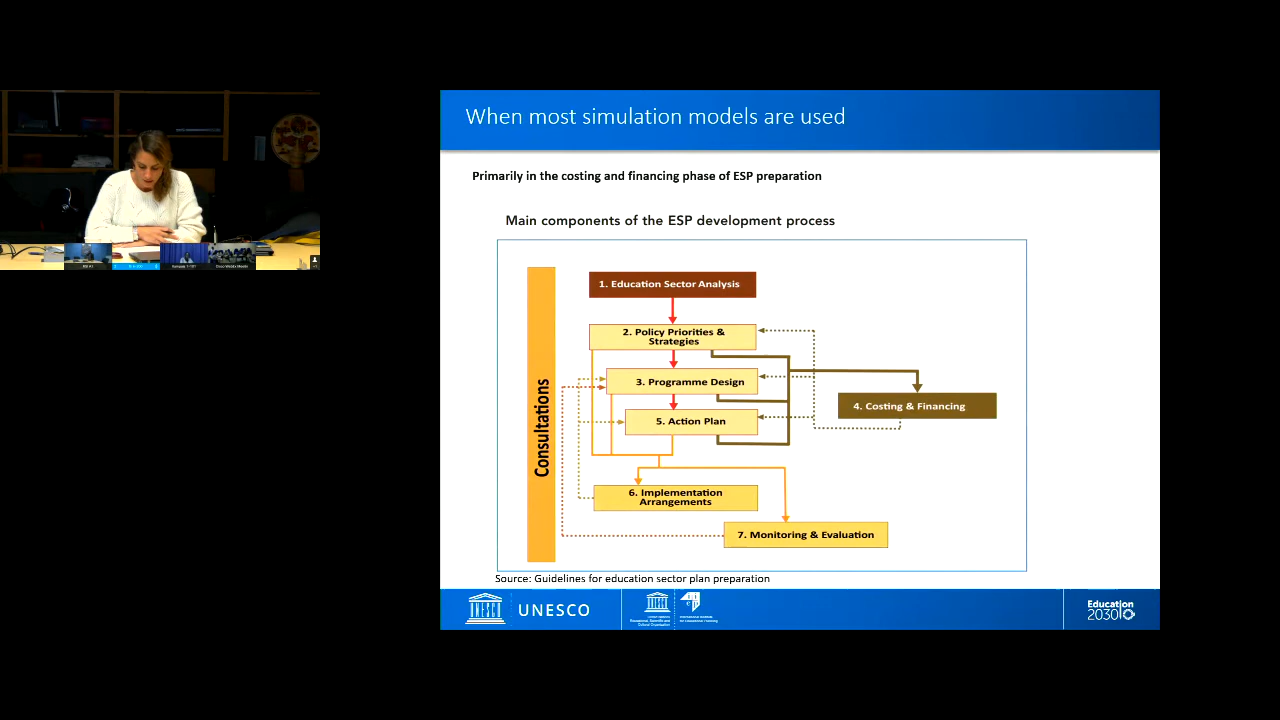 When most simulation models are used
Primarily in the costing and financing phase of ESP preparation
Main components of the ESP development process
Consultations
1. Education Sector Analysis
2. Policy Priorities &
Strategies
3. Programme Design
4. Costing & Financing
5. Action Plan
6. Implementation
Arrangements
7. Monitoring & Evaluation
Source: Guidelines for education sector plan preparation
UNESCO
Education
2030